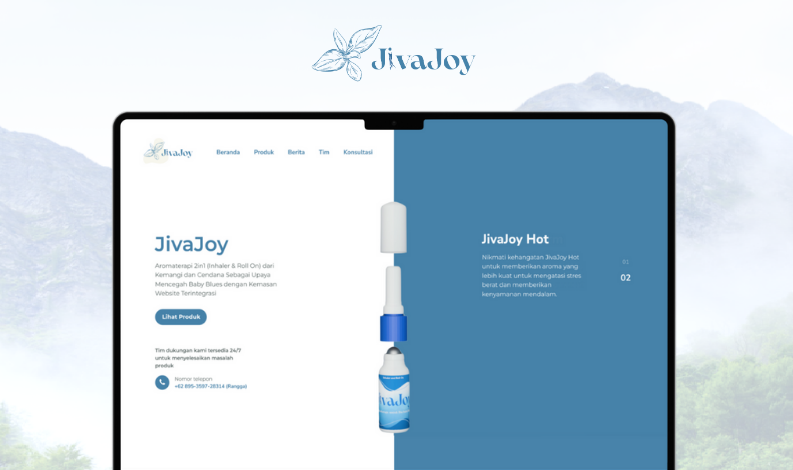 JivaJoy
JivaJoy
Beranda Produk Berita Tim Konsultasi
JivaJoy
Aromaterapi 2in1 (Inhaler & Roll On) dari
Kemangi dan Cendana Sebagai Upaya
Mencegah Baby Blues dengan Kemasan
Website Terintegrasi
Lihat Produk
Tim dukungan kami tersedia 24/7
untuk menyelesaikan masalah
produk
Nomor telepon
+62 895-3597-28314 (Rangga)
JivaJoy Hot
Nikmati kehangatan JivaJoy Hot
untuk memberikan aroma yang
lebih kuat untuk mengatasi stres
berat dan memberikan
kenyamanan mendalam.
02